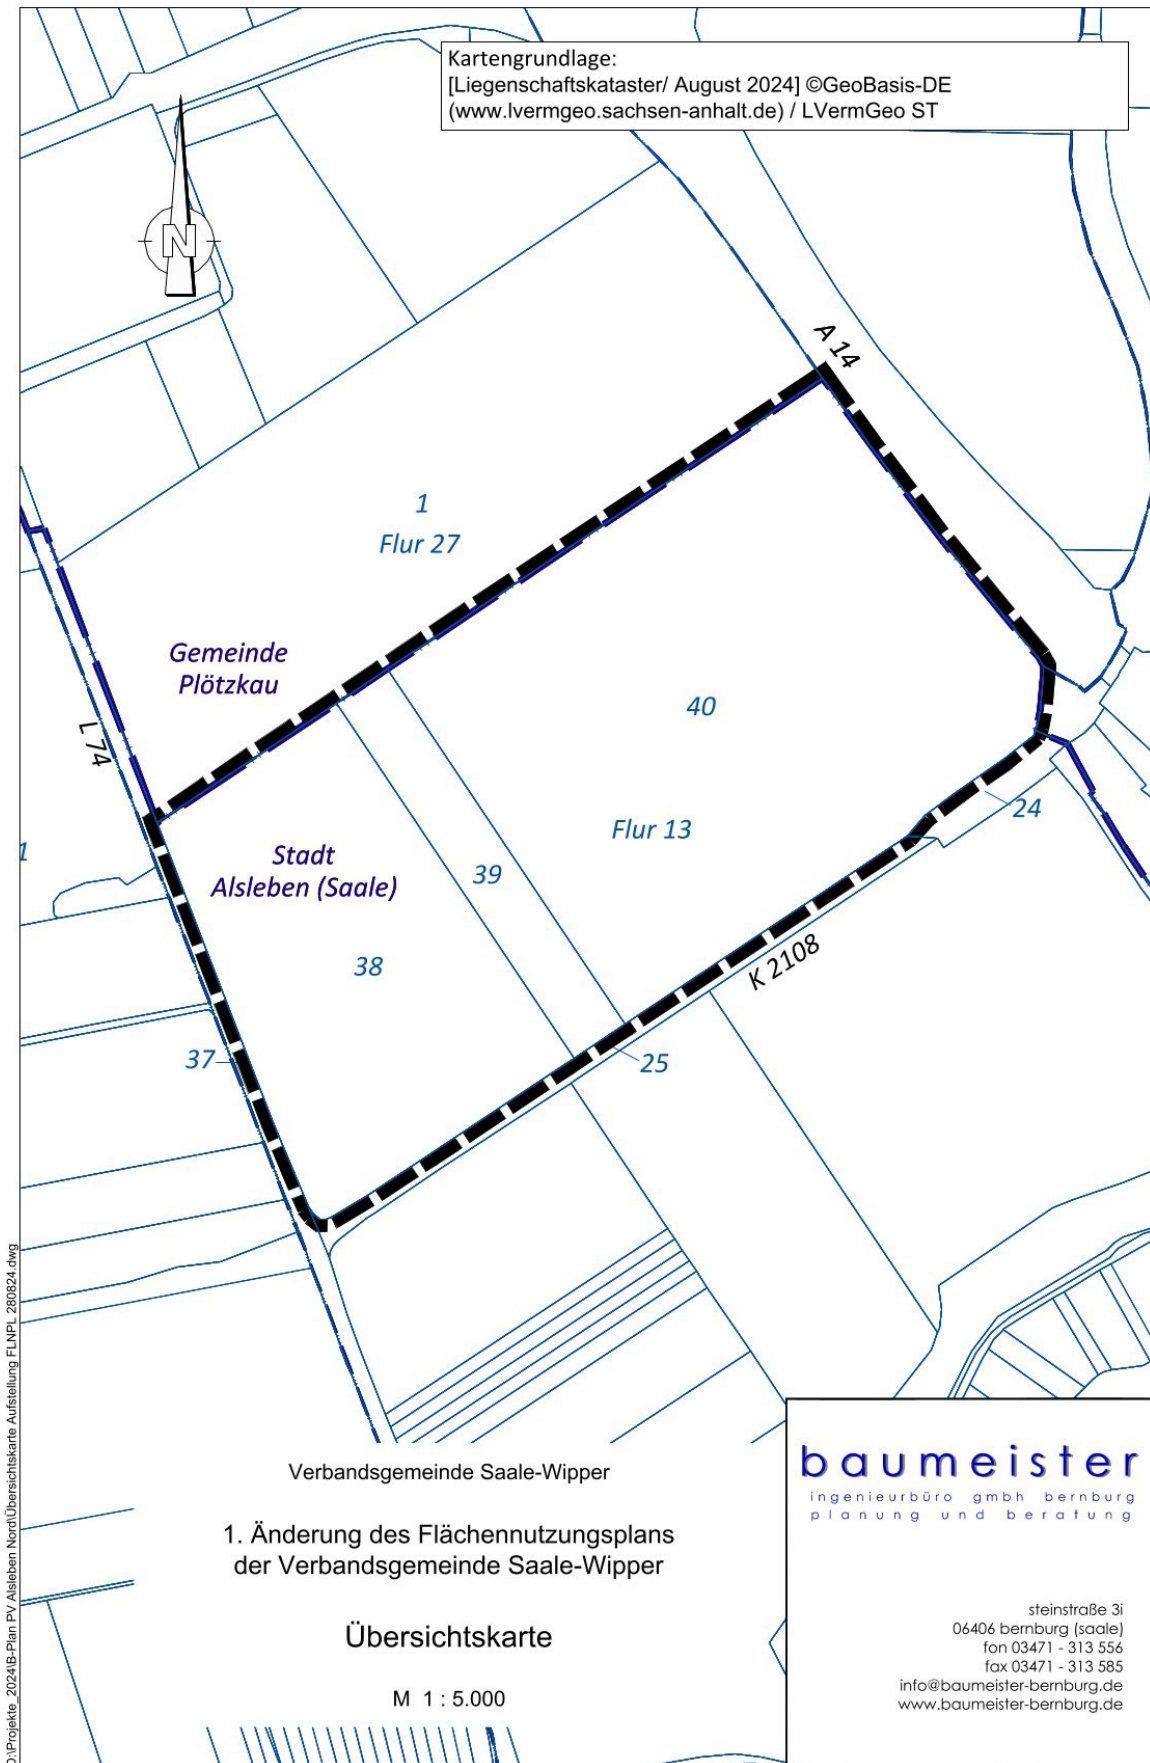 Kartengrundlage:
[Liegenschaftskataster/ August 2024] ©GeoBasis-DE
(www.lvermgeo.sachsen-anhalt.de) / LVermGeo ST
N
A 14
1
Flur 27
Gemeinde
Plötzkau
L 74
40
24
Flur 13
1
Stadt
Alsleben (Saale)
39
38
K 2108
37
25
D:\Projekte_2024\B-Plan PV Alsleben Nord\Übersichtskarte Aufstellung FLNPL 280824.dwg
Verbandsgemeinde Saale-Wipper
1. Änderung des Flächennutzungsplans
der Verbandsgemeinde Saale-Wipper
Übersichtskarte
M 1 : 5.000
baumeister
ingenieurbüro gmbh bernburg
planung und beratung
steinstraße 3i
06406 bernburg (saale)
fon 03471 - 313 556
fax 03471 - 313 585
info@baumeister-bernburg.de
www.baumeister-bernburg.de